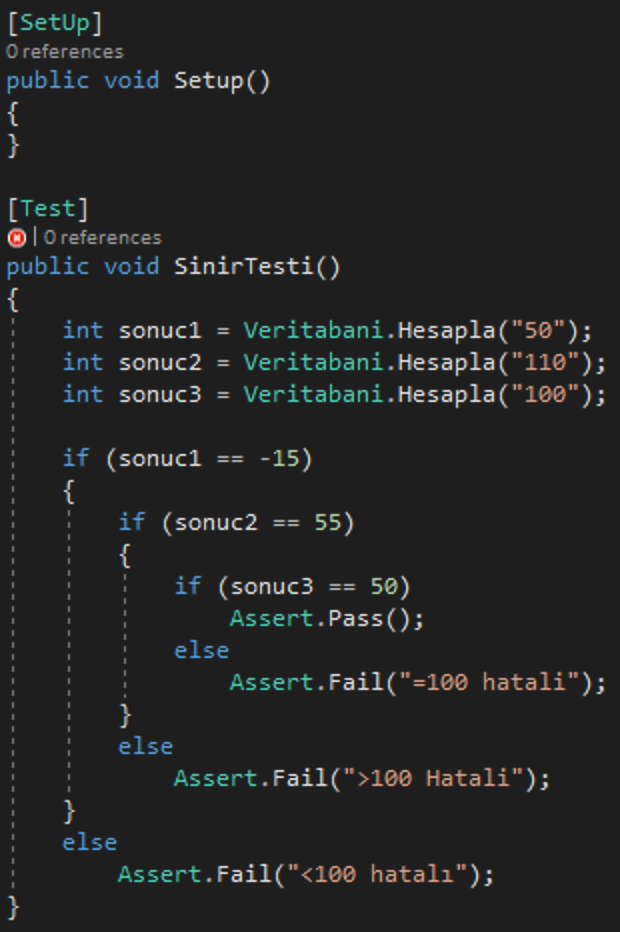 [SetUp]
0 references
public void Setup()
{
}
[Test]
| 0 references
public void SinirTesti()
{
int sonuc1 = Veritabani.Hesapla("50");
int sonuc2 = Veritabani.Hesapla("110");
int sonuc3 = Veritabani.Hesapla("100");
if (sonuc1 == -15)
{
if (sonuc2 == 55)
{
if (sonuc3 == 50)
Assert.Pass();
else
Assert.Fail("=100 hatali");
}
else
Assert.Fail(">100 Hatali");
}
else
Assert.Fail("<100 hatalı");
}